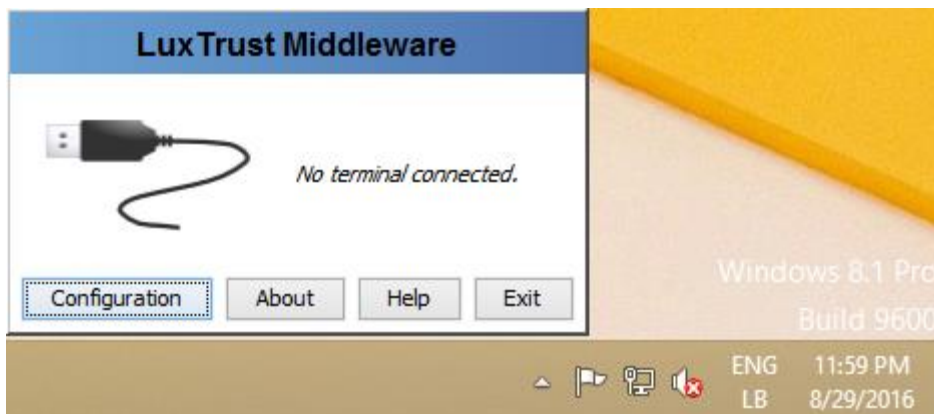 LuxTrust Middleware
No terminal connected.
Configuration About Help Exit
Windows 8.1 Pro
Build 9600
ENG 11:59 PM
LB 8/29/2016